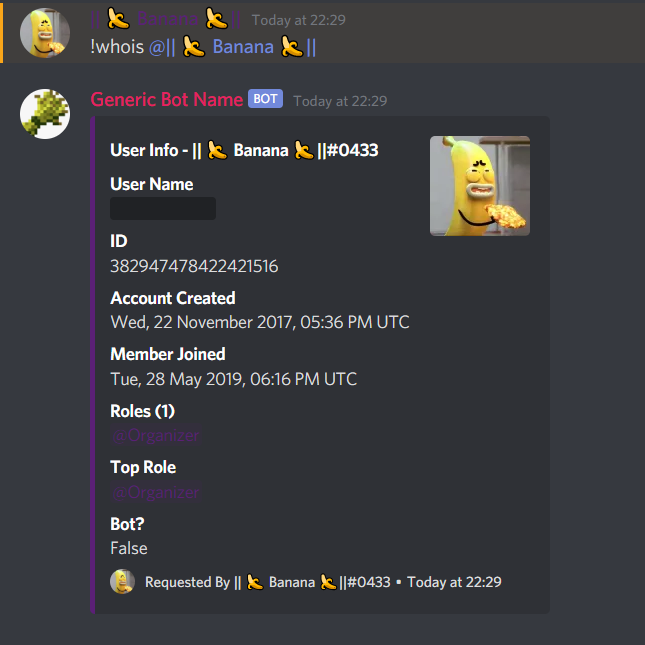 || 🍌 Banana 🍌 || Today at 22:29
!whois @|| 🍌 Banana 🍌||
Generic Bot Name BOT Today at 22:29
User Info - || 🍌 Banana 🍌||#0433
User Name
ID
382947478422421516
Account Created
Wed, 22 November 2017, 05:36 PM UTC
Member Joined
Tue, 28 May 2019, 06:16 PM UTC
Roles (1)
@Organizer
Top Role
@Organizer
Bot?
False
Requested By || 🍌 Banana 🍌||#0433 • Today at 22:29